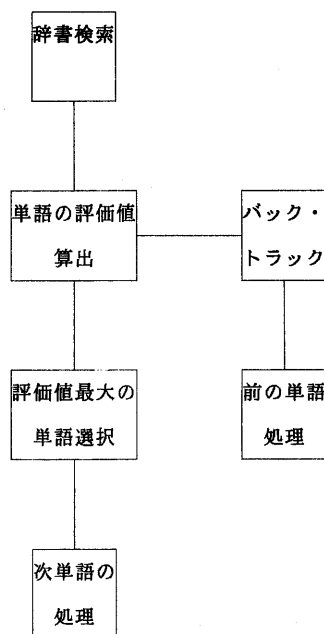 辞書検索
単語の評価値
算出
バック・
トラック
評価値最大の
単語選択
前の単語
処理
次単語の
処理